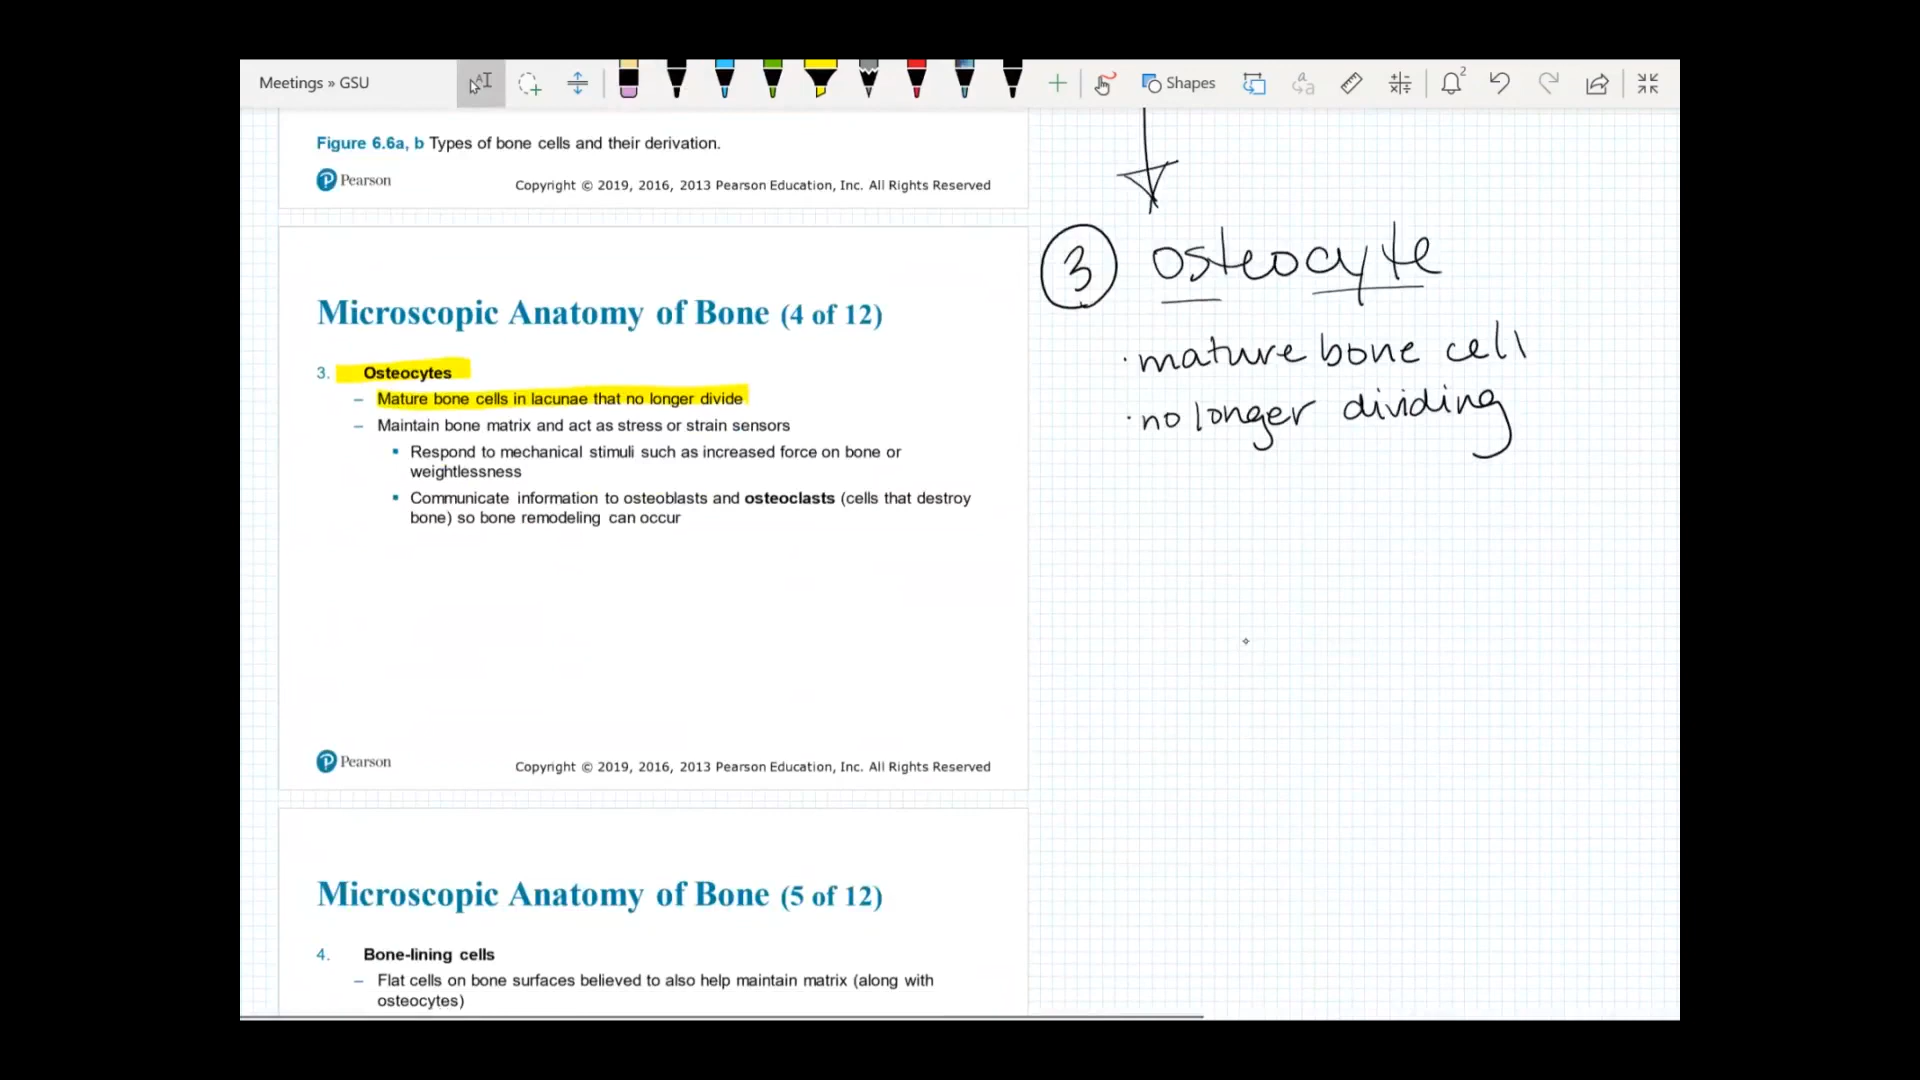 Meetings » GSU
Shapes
2
Figure 6.6a, b Types of bone cells and their derivation.
Pearson
Copyright © 2019, 2016, 2013 Pearson Education, Inc. All Rights Reserved
Microscopic Anatomy of Bone (4 of 12)
3. Osteocytes
– Mature bone cells in lacunae that no longer divide
– Maintain bone matrix and act as stress or strain sensors
▪ Respond to mechanical stimuli such as increased force on bone or
weightlessness
▪ Communicate information to osteoblasts and osteoclasts (cells that destroy
bone) so bone remodeling can occur
Pearson
Copyright © 2019, 2016, 2013 Pearson Education, Inc. All Rights Reserved
Microscopic Anatomy of Bone (5 of 12)
4. Bone-lining cells
– Flat cells on bone surfaces believed to also help maintain matrix (along with
osteocytes)
3 osteocyte
· mature bone cell
· no longer dividing